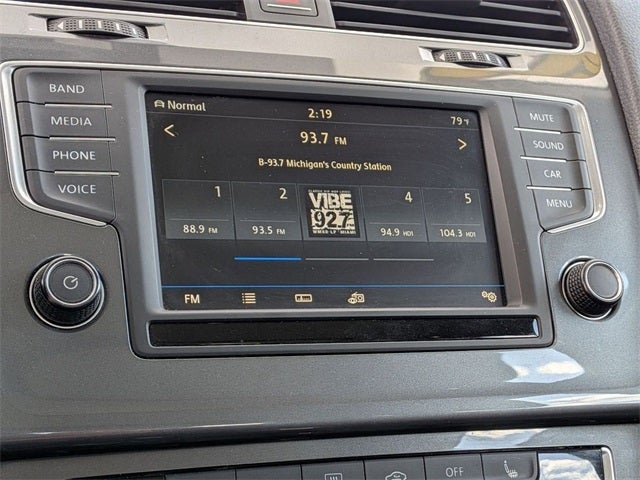 BAND
MEDIA
PHONE
VOICE
Normal
2:19
79°F
<
93.7 FM
>
B-93.7 Michigan's Country Station
1
2
4
5
VIBE
92.7
88.9 FM
93.5 FM
94.9 HD1
104.3 HD1
FM
MUTE
SOUND
CAR
MENU
OFF